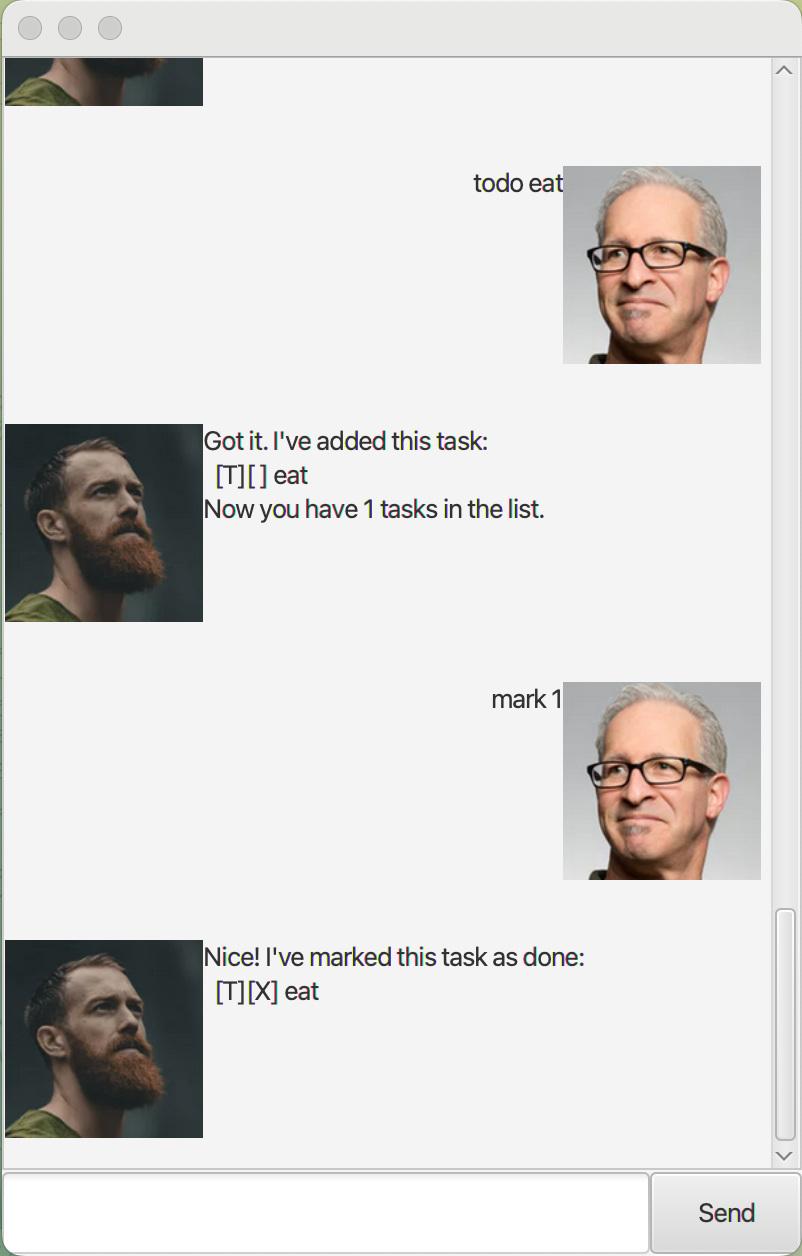 todo eat
Got it. I've added this task:
[T][ ] eat
Now you have 1 tasks in the list.
mark 1
Nice! I've marked this task as done:
[T][X] eat
Send